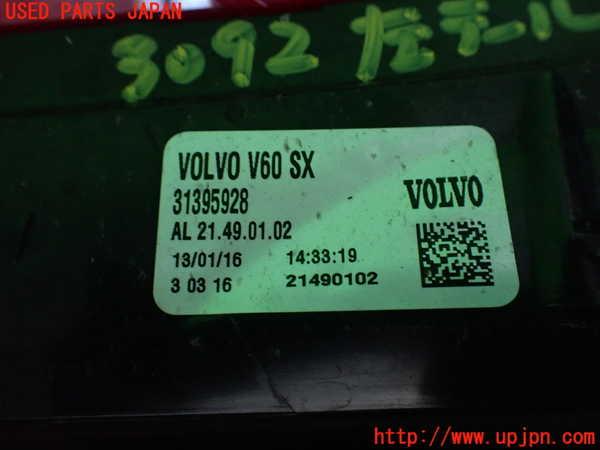 USED PARTS JAPAN
3092 左テール
VOLVO V60 SX
31395928
VOLVO
AL 21.49.01.02
13/01/16 14:33:19
3 03 16 21490102
http://www.upjpn.com/